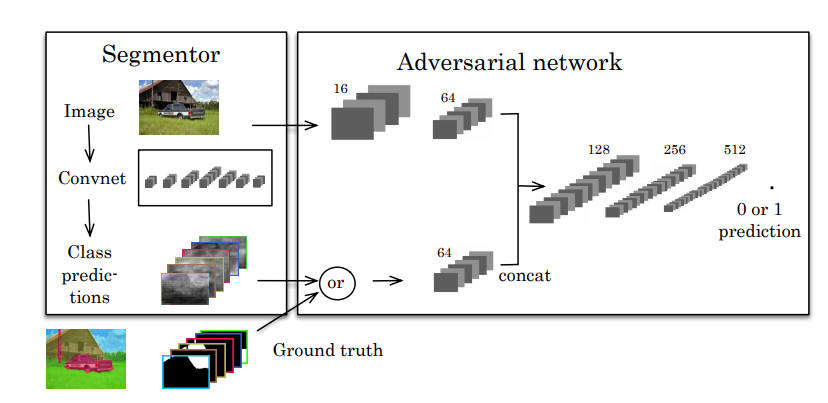 Segmentor
Adversarial network
Image
16
64
Convnet
128
256
512
0 or 1
prediction
Class
predic-
tions
or
64
concat
Ground truth